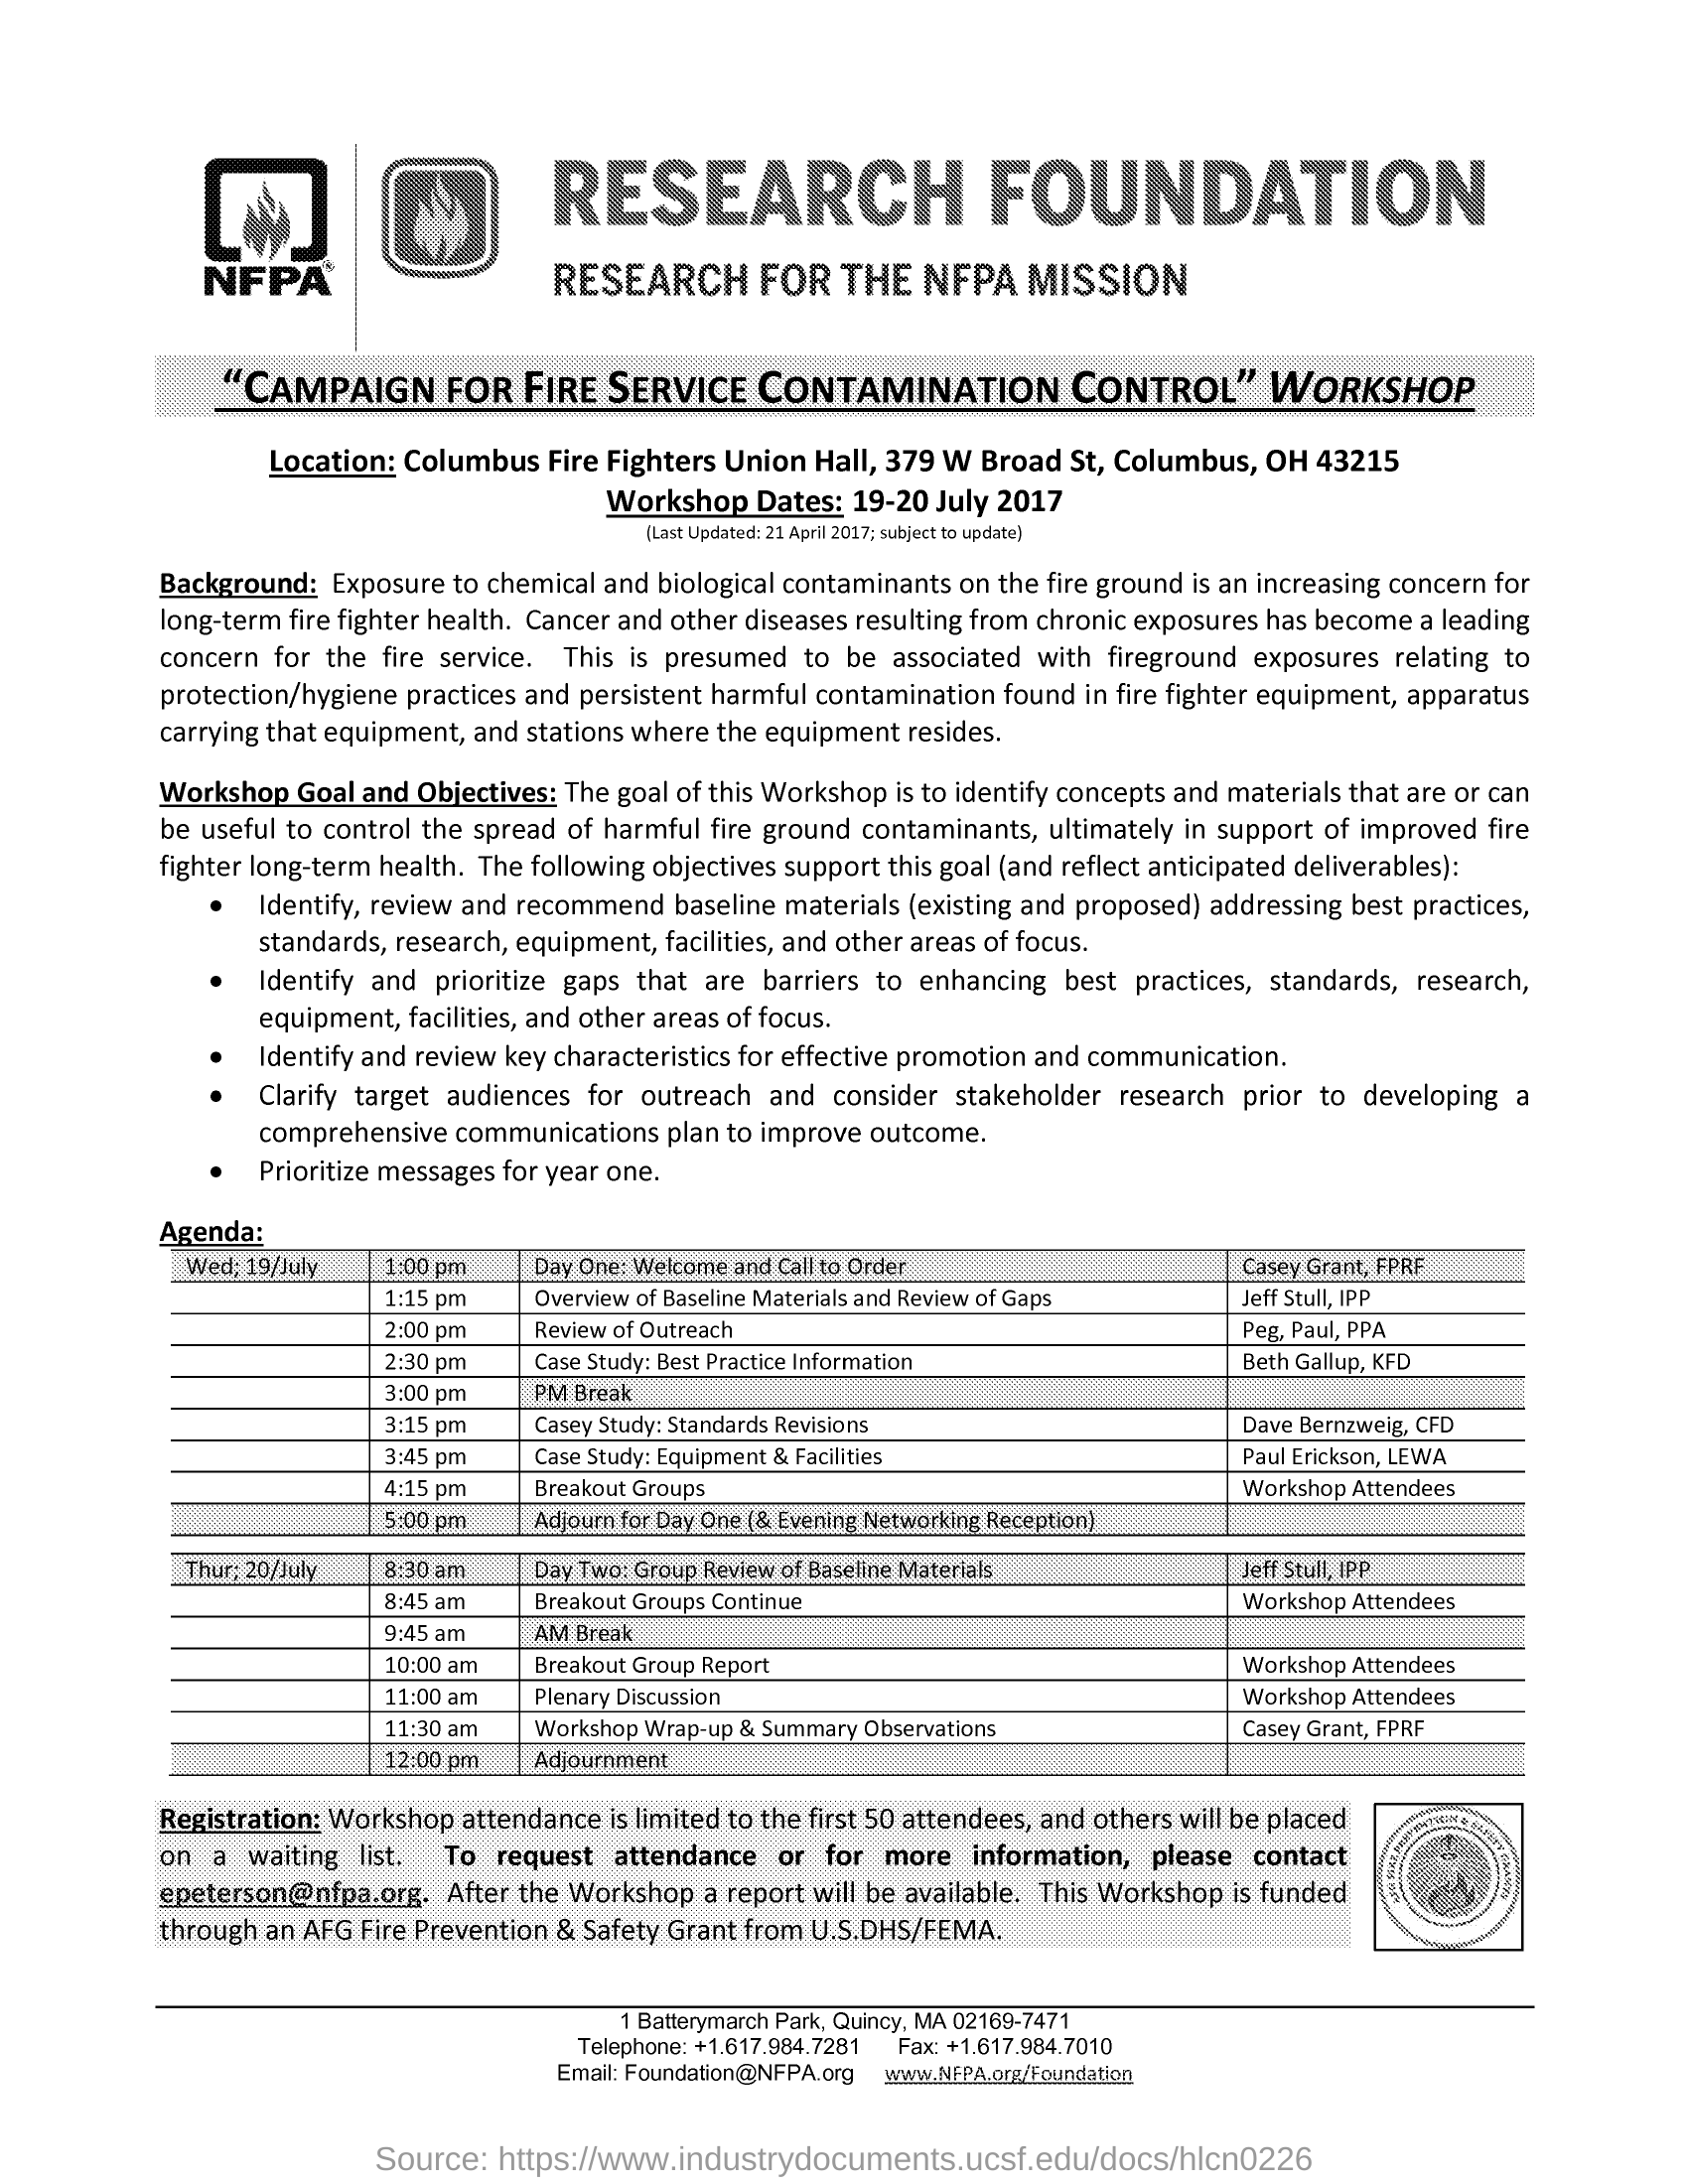 NFPA®
RESEARCH FOUNDATION
RESEARCH FOR THE NFPA MISSION
“CAMPAIGN FOR FIRE SERVICE CONTAMINATION CONTROL” WORKSHOP
Location: Columbus Fire Fighters Union Hall, 379 W Broad St, Columbus, OH 43215
Workshop Dates: 19-20 July 2017
(Last Updated: 21 April 2017; subject to update)
Background: Exposure to chemical and biological contaminants on the fire ground is an increasing concern for
long-term fire fighter health. Cancer and other diseases resulting from chronic exposures has become a leading
concern for the fire service. This is presumed to be associated with fireground exposures relating to
protection/hygiene practices and persistent harmful contamination found in fire fighter equipment, apparatus
carrying that equipment, and stations where the equipment resides.
Workshop Goal and Objectives: The goal of this Workshop is to identify concepts and materials that are or can
be useful to control the spread of harmful fire ground contaminants, ultimately in support of improved fire
fighter long-term health. The following objectives support this goal (and reflect anticipated deliverables):
• Identify, review and recommend baseline materials (existing and proposed) addressing best practices,
standards, research, equipment, facilities, and other areas of focus.
• Identify and prioritize gaps that are barriers to enhancing best practices, standards, research,
equipment, facilities, and other areas of focus.
• Identify and review key characteristics for effective promotion and communication.
• Clarify target audiences for outreach and consider stakeholder research prior to developing a
comprehensive communications plan to improve outcome.
• Prioritize messages for year one.
Agenda:
Wed; 19/July 1:00 pm Day One: Welcome and Call to Order Casey Grant, FPRF
1:15 pm Overview of Baseline Materials and Review of Gaps Jeff Stull, IPP
2:00 pm Review of Outreach Peg, Paul, PPA
2:30 pm Case Study: Best Practice Information Beth Gallup, KFD
3:00 pm PM Break
3:15 pm Casey Study: Standards Revisions Dave Bernzweig, CFD
3:45 pm Case Study: Equipment & Facilities Paul Erickson, LEWA
4:15 pm Breakout Groups Workshop Attendees
5:00 pm Adjourn for Day One (& Evening Networking Reception)
Thur; 20/July 8:30 am Day Two: Group Review of Baseline Materials Jeff Stull, IPP
8:45 am Breakout Groups Continue Workshop Attendees
9:45 am AM Break
10:00 am Breakout Group Report Workshop Attendees
11:00 am Plenary Discussion Workshop Attendees
11:30 am Workshop Wrap-up & Summary Observations Casey Grant, FPRF
12:00 pm Adjournment
Registration: Workshop attendance is limited to the first 50 attendees, and others will be placed
on a waiting list. To request attendance or for more information, please contact
epeterson@nfpa.org. After the Workshop a report will be available. This Workshop is funded
through an AFG Fire Prevention & Safety Grant from U.S.DHS/FEMA.
1 Batterymarch Park, Quincy, MA 02169-7471
Telephone: +1.617.984.7281 Fax: +1.617.984.7010
Email: Foundation@NFPA.org www.NFPA.org/Foundation
Source: https://www.industrydocuments.ucsf.edu/docs/hlcn0226